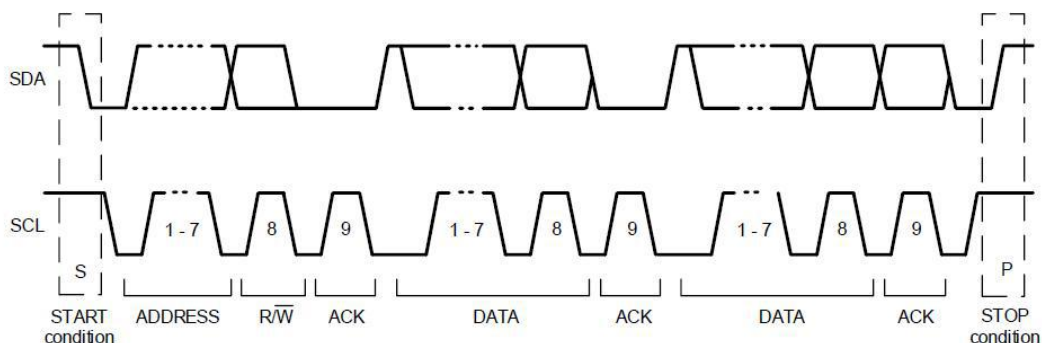 SDA
SCL
1 - 7 8 9 1 - 7 8 9 1 - 7 8 9
S P
START ADDRESS R/W̅ ACK DATA ACK DATA ACK STOP
condition condition